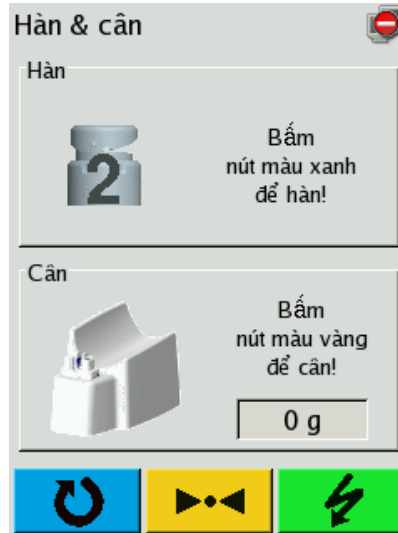 Hàn & cân
Hàn
2
Bấm
nút màu xanh
để hàn!
Cân
Bấm
nút màu vàng
để cân!
0 g